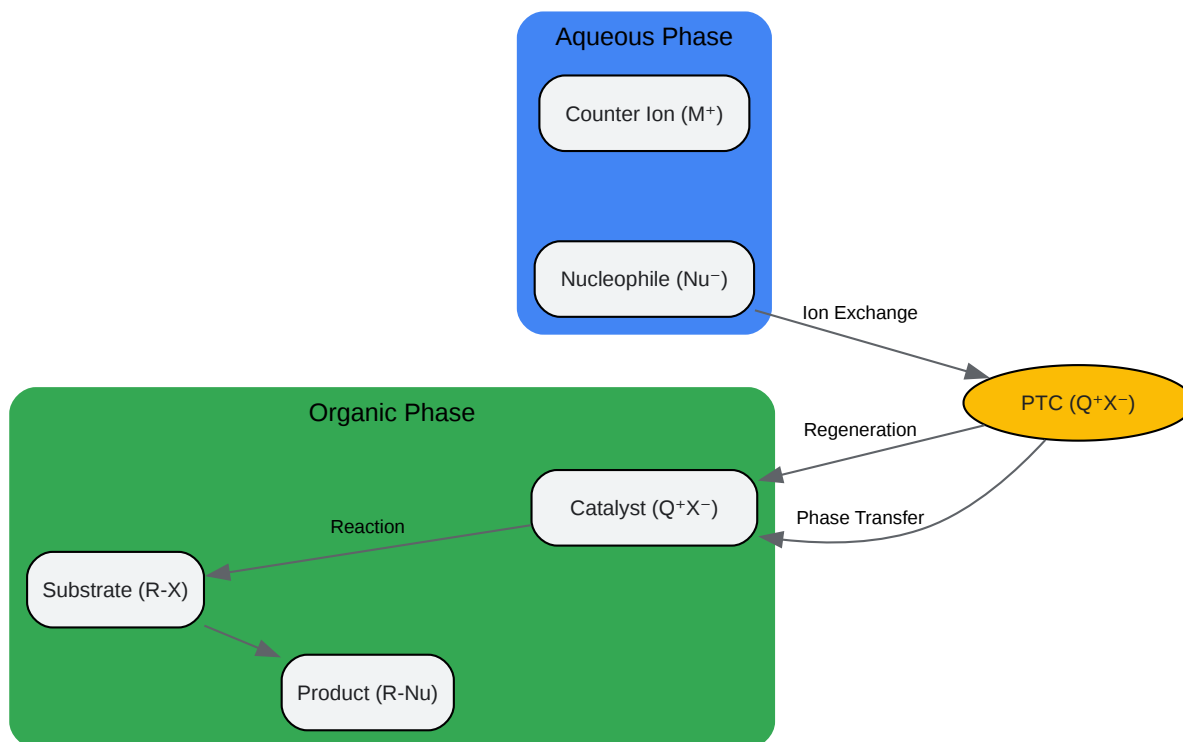 Aqueous Phase
Counter Ion (M⁺)
Nucleophile (Nu⁻)
Ion Exchange
PTC (Q⁺X⁻)
Organic Phase
Regeneration
Catalyst (Q⁺X⁻)
Phase Transfer
Reaction
Substrate (R-X)
Product (R-Nu)